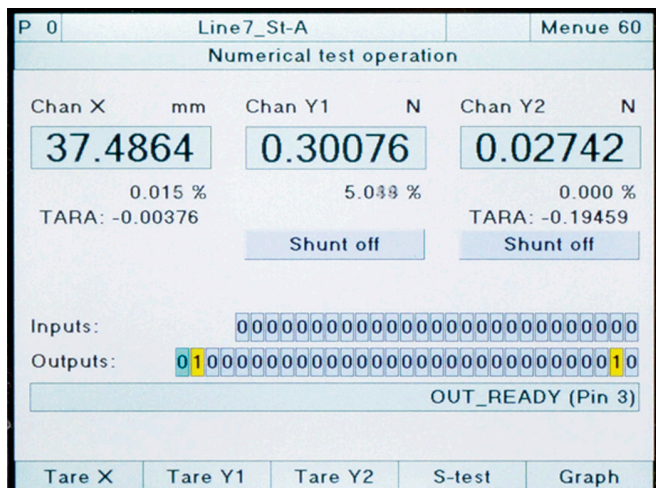 P 0 Line7_St-A Menue 60
Numerical test operation
Chan X mm Chan Y1 N Chan Y2 N
37.4864 0.30076 0.02742
0.015 % % 0.000 %
TARA: -0.00376 TARA: -0.19459
Shunt off Shunt off
Inputs: 000000000000000000000000000
Outputs: 0100000000000000000000000000010
OUT_READY (Pin 3)
Tare X Tare Y1 Tare Y2 S-test Graph